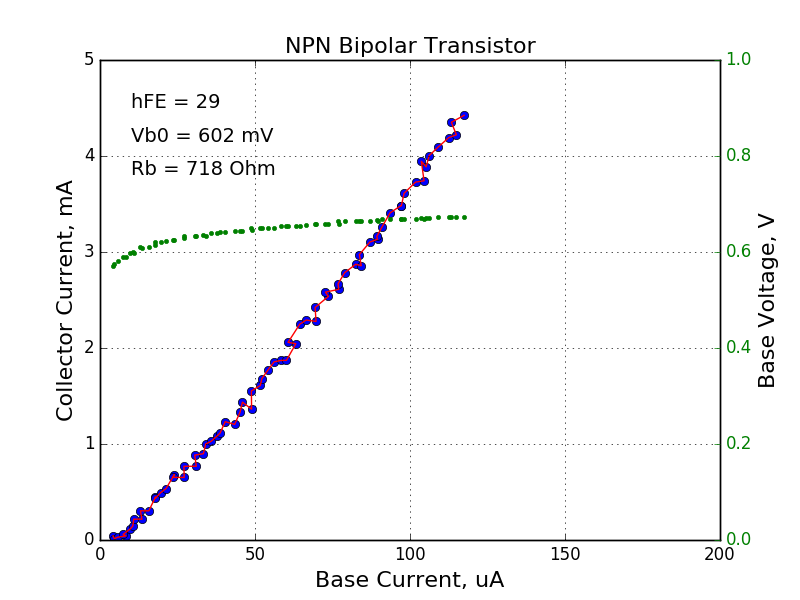 NPN Bipolar Transistor
hFE = 29
Vb0 = 602 mV
Rb = 718 Ohm
Collector Current, mA
5
4
3
2
1
0
Base Voltage, V
1.0
0.8
0.6
0.4
0.2
0.0
0 50 100 150 200
Base Current, uA